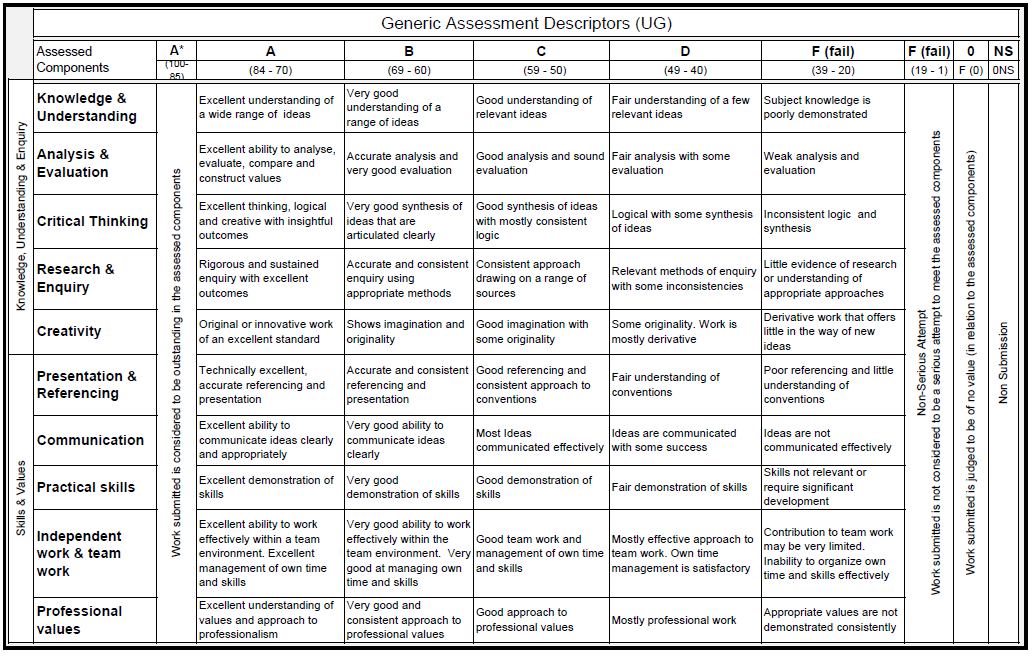 Generic Assessment Descriptors (UG)
Assessed
Components
A*
(100-
85)
A
(84 - 70)
B
(69 - 60)
C
(59 - 50)
D
(49 - 40)
F (fail)
(39 - 20)
F (fail)
(19 - 1)
0
F (0)
NS
0NS
Knowledge, Understanding & Enquiry
Knowledge &
Understanding
Work submitted is considered to be outstanding in the assessed components
Excellent understanding of
a wide range of ideas
Very good
understanding of a
range of ideas
Good understanding of
relevant ideas
Fair understanding of a few
relevant ideas
Subject knowledge is
poorly demonstrated
Non-Serious Attempt
Work submitted is not considered to be a serious attempt to meet the assessed components
Work submitted is judged to be of no value (in relation to the assessed components)
Non Submission
Analysis &
Evaluation
Excellent ability to analyse,
evaluate, compare and
construct values
Accurate analysis and
very good evaluation
Good analysis and sound
evaluation
Fair analysis with some
evaluation
Weak analysis and
evaluation
Critical Thinking
Excellent thinking, logical
and creative with insightful
outcomes
Very good synthesis of
ideas that are
articulated clearly
Good synthesis of ideas
with mostly consistent
logic
Logical with some synthesis
of ideas
Inconsistent logic and
synthesis
Research &
Enquiry
Rigorous and sustained
enquiry with excellent
outcomes
Accurate and consistent
enquiry using
appropriate methods
Consistent approach
drawing on a range of
sources
Relevant methods of enquiry
with some inconsistencies
Little evidence of research
or understanding of
appropriate approaches
Creativity
Original or innovative work
of an excellent standard
Shows imagination and
originality
Good imagination with
some originality
Some originality. Work is
mostly derivative
Derivative work that offers
little in the way of new
ideas
Skills & Values
Presentation &
Referencing
Technically excellent,
accurate referencing and
presentation
Accurate and consistent
referencing and
presentation
Good referencing and
consistent approach to
conventions
Fair understanding of
conventions
Poor referencing and little
understanding of
conventions
Communication
Excellent ability to
communicate ideas clearly
and appropriately
Very good ability to
communicate ideas
clearly
Most Ideas
communicated effectively
Ideas are communicated
with some success
Ideas are not
communicated effectively
Practical skills
Excellent demonstration of
skills
Very good
demonstration of skills
Good demonstration of
skills
Fair demonstration of skills
Skills not relevant or
require significant
development
Independent
work & team
work
Excellent ability to work
effectively within a team
environment. Excellent
management of own time
and skills
Very good ability to work
effectively within the
team environment. Very
good at managing own
time and skills
Good team work and
management of own time
and skills
Mostly effective approach to
team work. Own time
management is satisfactory
Contribution to team work
may be very limited.
Inability to organize own
time and skills effectively
Professional
values
Excellent understanding of
values and approach to
professionalism
Very good and
consistent approach to
professional values
Good approach to
professional values
Mostly professional work
Appropriate values are not
demonstrated consistently